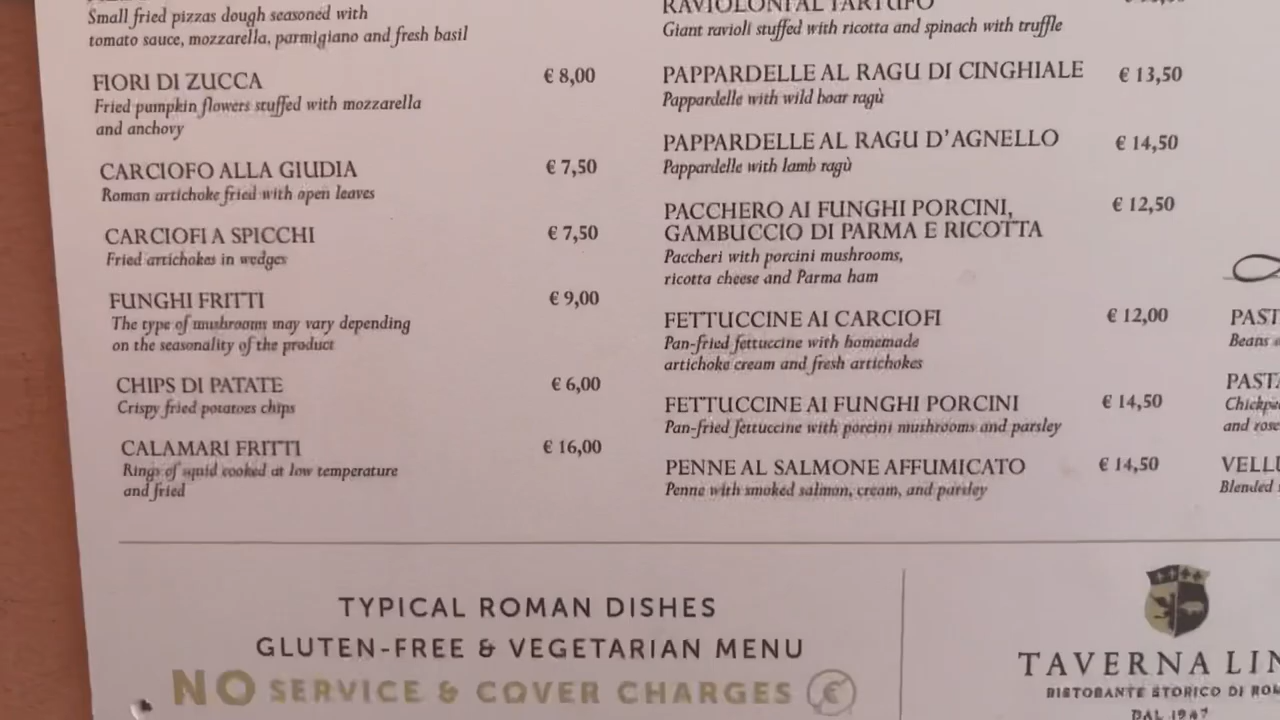 Small fried pizzas dough seasoned with
tomato sauce, mozzarella, parmigiano and fresh basil
FIORI DI ZUCCA € 8,00
Fried pumpkin flowers stuffed with mozzarella
and anchovy
CARCIOFO ALLA GIUDIA € 7,50
Roman artichoke fried with open leaves
CARCIOFI A SPICCHI € 7,50
Fried artichokes in wedges
FUNGHI FRITTI € 9,00
The type of mushrooms may vary depending
on the seasonality of the product
CHIPS DI PATATE € 6,00
Crispy fried potatoes chips
CALAMARI FRITTI € 16,00
Rings of squid cooked at low temperature
and fried
RAVIOLONI AL TARTUFO
Giant ravioli stuffed with ricotta and spinach with truffle
PAPPARDELLE AL RAGU DI CINGHIALE € 13,50
Pappardelle with wild boar ragù
PAPPARDELLE AL RAGU D'AGNELLO € 14,50
Pappardelle with lamb ragù
PACCHERO AI FUNGHI PORCINI, € 12,50
GAMBUCCIO DI PARMA E RICOTTA
Paccheri with porcini mushrooms,
ricotta cheese and Parma ham
FETTUCCINE AI CARCIOFI € 12,00
Pan-fried fettuccine with homemade
artichoke cream and fresh artichokes
FETTUCCINE AI FUNGHI PORCINI € 14,50
Pan-fried fettuccine with porcini mushrooms and parsley
PENNE AL SALMONE AFFUMICATO € 14,50
Penne with smoked salmon, cream, and parsley
PAST
Beans
PASTA
Chickpe
and rose
VELLU
Blended
TYPICAL ROMAN DISHES
GLUTEN-FREE & VEGETARIAN MENU
NO SERVICE & COVER CHARGES €
TAVERNA LIN
RISTORANTE STORICO DI ROM
DAL 1947